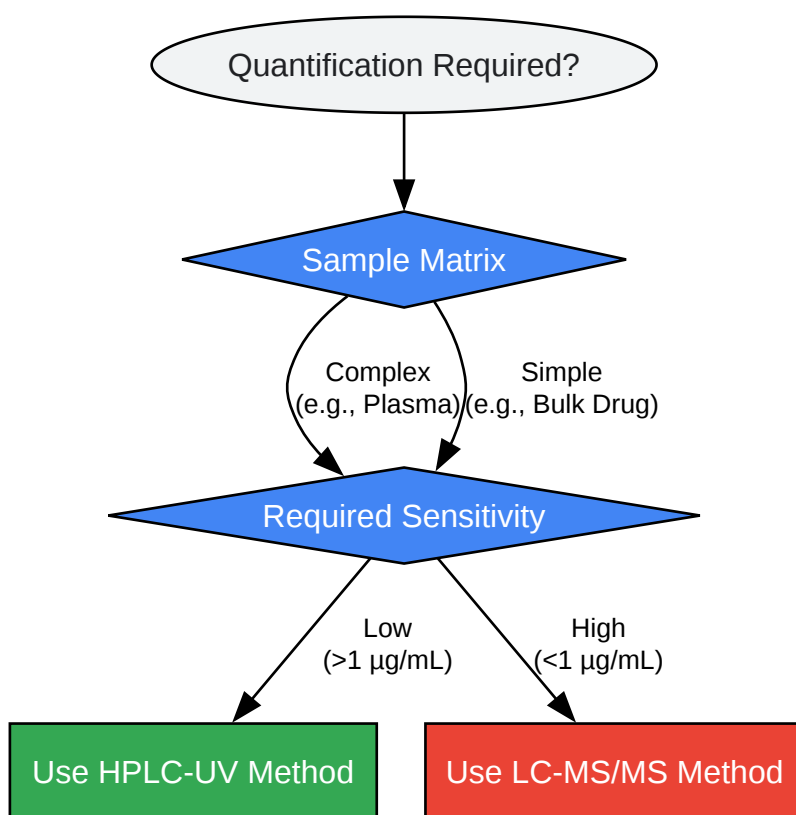 Quantification Required?
Sample Matrix
Complex
(e.g., Plasma)
Simple
(e.g., Bulk Drug)
Required Sensitivity
Low
(>1 µg/mL)
High
(<1 µg/mL)
Use HPLC-UV Method
Use LC-MS/MS Method